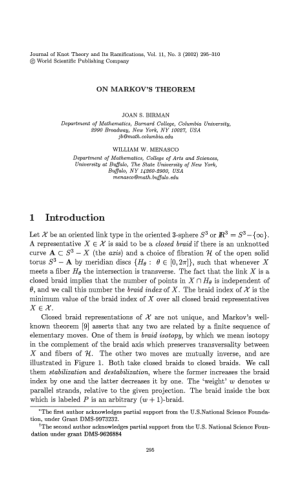 Journal of Knot Theory and Its Ramifications, Vol. 11, No. 3 (2002) 295–310
© World Scientific Publishing Company
ON MARKOV'S THEOREM
JOAN S. BIRMAN
Department of Mathematics, Barnard College, Columbia University,
2990 Broadway, New York, NY 10027, USA
jb@math.columbia.edu
WILLIAM W. MENASCO
Department of Mathematics, College of Arts and Sciences,
University at Buffalo, The State University of New York,
Buffalo, NY 14260-2900, USA
menasco@math.buffalo.edu
1 Introduction
Let 𝒳 be an oriented link type in the oriented 3-sphere S³ or ℝ³ = S³−{∞}.
A representative X ∈ 𝒳 is said to be a closed braid if there is an unknotted
curve A ⊂ S³ − X (the axis) and a choice of fibration ℋ of the open solid
torus S³ − A by meridian discs {Hθ : θ ∈ [0, 2π]}, such that whenever X
meets a fiber Hθ the intersection is transverse. The fact that the link X is a
closed braid implies that the number of points in X ∩ Hθ is independent of
θ, and we call this number the braid index of X. The braid index of 𝒳 is the
minimum value of the braid index of X over all closed braid representatives
X ∈ 𝒳.
Closed braid representations of 𝒳 are not unique, and Markov's well-
known theorem [9] asserts that any two are related by a finite sequence of
elementary moves. One of them is braid isotopy, by which we mean isotopy
in the complement of the braid axis which preserves transversality between
X and fibers of ℋ. The other two moves are mutually inverse, and are
illustrated in Figure 1. Both take closed braids to closed braids. We call
them stabilization and destabilization, where the former increases the braid
index by one and the latter decreases it by one. The 'weight' w denotes w
parallel strands, relative to the given projection. The braid inside the box
which is labeled P is an arbitrary (w + 1)-braid.
ᵃThe first author acknowledges partial support from the U.S.National Science Founda-
tion, under Grant DMS-9973232.
ᵇThe second author acknowledges partial support from the U.S. National Science Foun-
dation under grant DMS-9626884
295